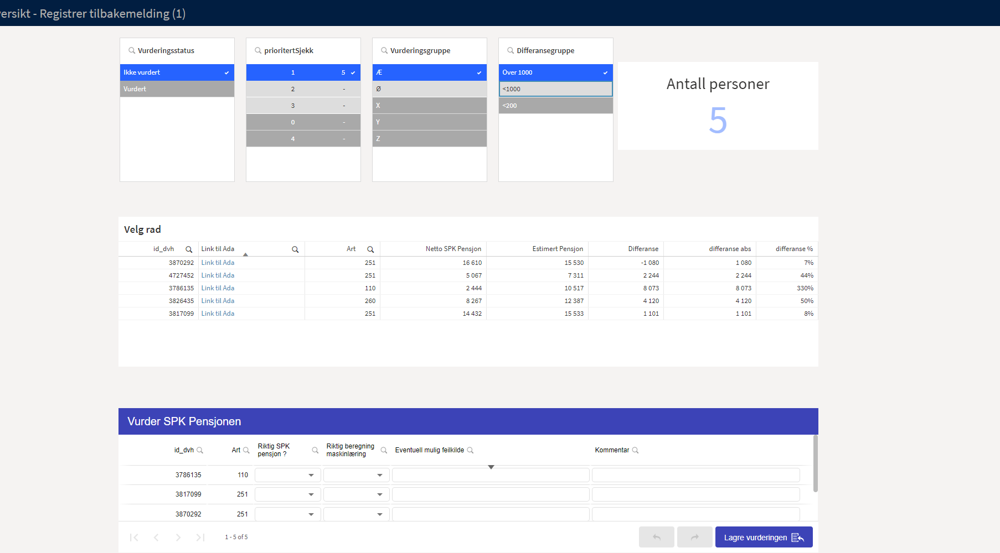 ersikt - Registrer tilbakemelding (1)
Vurderingsstatus
Ikke vurdert
Vurdert
prioritertSjekk
1 5
2 -
3 -
0 -
4 -
Vurderingsgruppe
Æ
Ø
X
Y
Z
Differansegruppe
Over 1000
<1000
<200
Antall personer
5
Velg rad
id_dvh Link til Ada Art Netto SPK Pensjon Estimert Pensjon Differanse differanse abs differanse %
3870292 Link til Ada 251 16 610 15 530 -1 080 1 080 7%
4727452 Link til Ada 251 5 067 7 311 2 244 2 244 44%
3786135 Link til Ada 110 2 444 10 517 8 073 8 073 330%
3826435 Link til Ada 260 8 267 12 387 4 120 4 120 50%
3817099 Link til Ada 251 14 432 15 533 1 101 1 101 8%
Vurder SPK Pensjonen
id_dvh Art Riktig SPK pensjon ? Riktig beregning maskinlæring Eventuell mulig feilkilde Kommentar
3786135 110
3817099 251
3870292 251
1 - 5 of 5
Lagre vurderingen